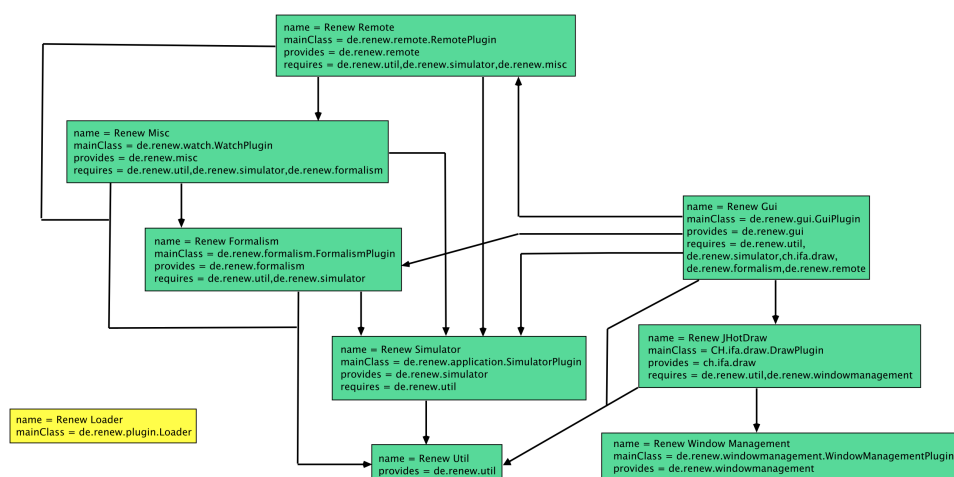 name = Renew Remote
mainClass = de.renew.remote.RemotePlugin
provides = de.renew.remote
requires = de.renew.util,de.renew.simulator,de.renew.misc
name = Renew Misc
mainClass = de.renew.watch.WatchPlugin
provides = de.renew.misc
requires = de.renew.util,de.renew.simulator,de.renew.formalism
name = Renew Gui
mainClass = de.renew.gui.GuiPlugin
provides = de.renew.gui
requires = de.renew.util,
de.renew.simulator,ch.ifa.draw,
de.renew.formalism,de.renew.remote
name = Renew Formalism
mainClass = de.renew.formalism.FormalismPlugin
provides = de.renew.formalism
requires = de.renew.util,de.renew.simulator
name = Renew Simulator
mainClass = de.renew.application.SimulatorPlugin
provides = de.renew.simulator
requires = de.renew.util
name = Renew JHotDraw
mainClass = CH.ifa.draw.DrawPlugin
provides = ch.ifa.draw
requires = de.renew.util,de.renew.windowmanagement
name = Renew Loader
mainClass = de.renew.plugin.Loader
name = Renew Util
provides = de.renew.util
name = Renew Window Management
mainClass = de.renew.windowmanagement.WindowManagementPlugin
provides = de.renew.windowmanagement